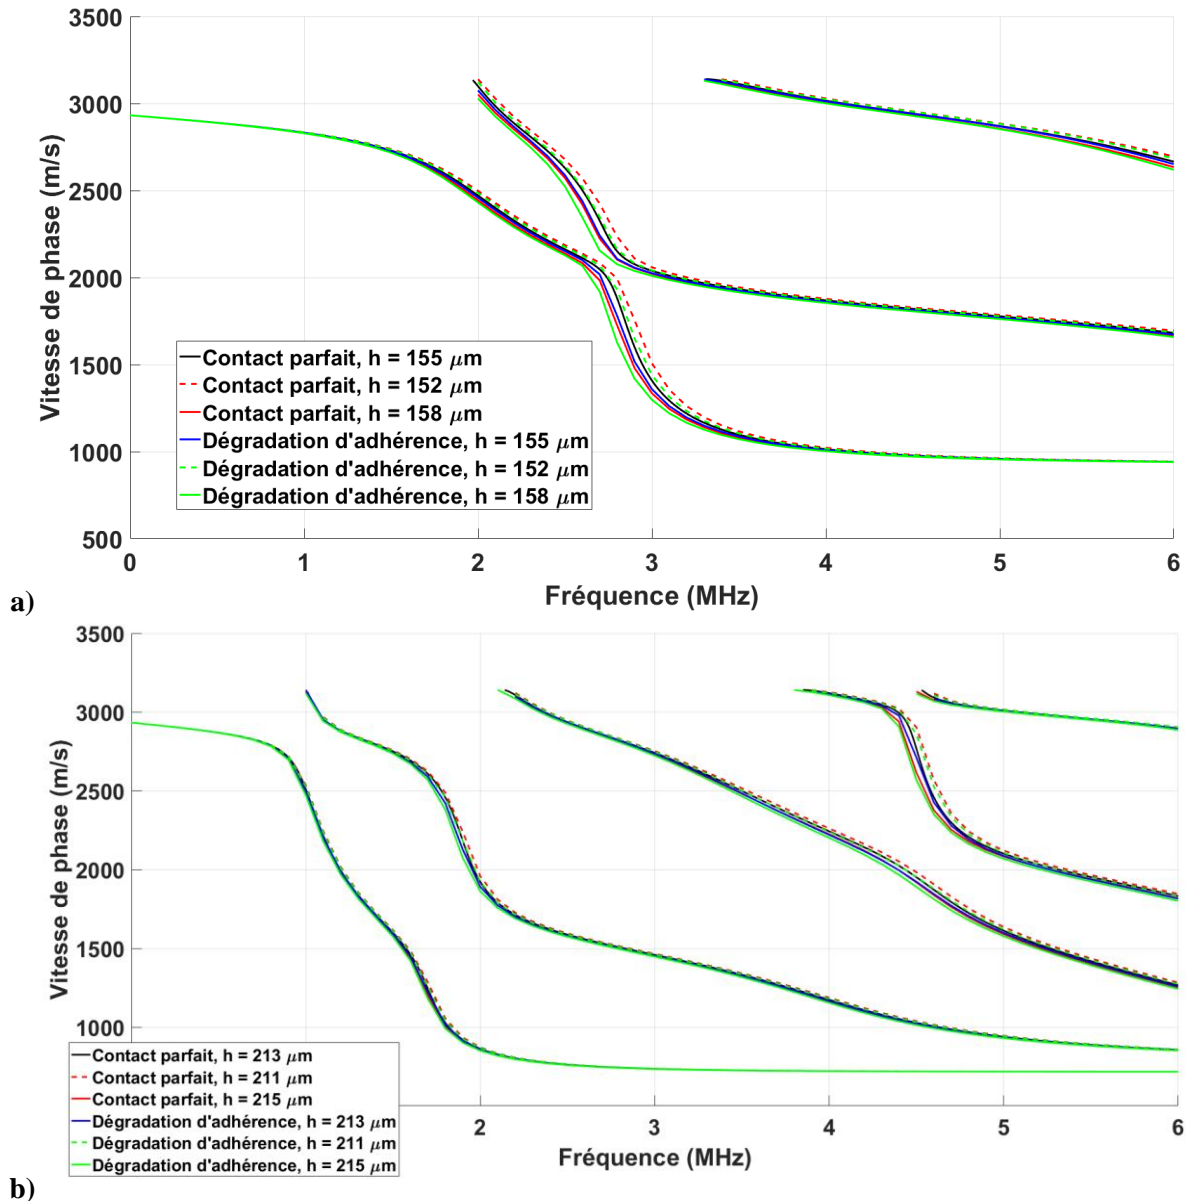 3500
3000
2500
2000
1500
1000
500
Vitesse de phase (m/s)
Contact parfait, h = 155 μm
Contact parfait, h = 152 μm
Contact parfait, h = 158 μm
Dégradation d'adhérence, h = 155 μm
Dégradation d'adhérence, h = 152 μm
Dégradation d'adhérence, h = 158 μm
0 1 2 3 4 5 6
Fréquence (MHz)
a)
3500
3000
2500
2000
1500
1000
Vitesse de phase (m/s)
Contact parfait, h = 213 μm
Contact parfait, h = 211 μm
Contact parfait, h = 215 μm
Dégradation d'adhérence, h = 213 μm
Dégradation d'adhérence, h = 211 μm
Dégradation d'adhérence, h = 215 μm
2 3 4 5 6
Fréquence (MHz)
b)